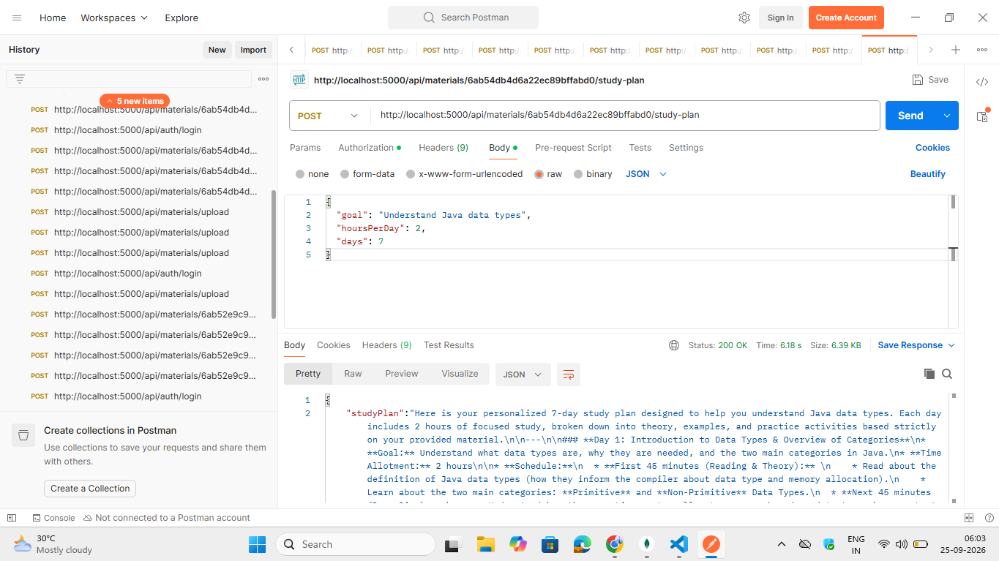 Home
Workspaces
Explore
Search Postman
Sign In
Create Account
History
New
Import
POST http:/
POST http:/
POST http:/
POST http:/
POST http:/
POST http:/
POST http:/
POST http:/
POST http:/
POST http:/
POST http:/
5 new items
POST http://localhost:5000/api/materials/6ab54db4d...
POST http://localhost:5000/api/auth/login
POST http://localhost:5000/api/materials/6ab54db4d...
POST http://localhost:5000/api/materials/6ab54db4d...
POST http://localhost:5000/api/materials/6ab54db4d...
POST http://localhost:5000/api/materials/upload
POST http://localhost:5000/api/materials/upload
POST http://localhost:5000/api/materials/upload
POST http://localhost:5000/api/auth/login
POST http://localhost:5000/api/materials/upload
POST http://localhost:5000/api/materials/6ab52e9c9...
POST http://localhost:5000/api/materials/6ab52e9c9...
POST http://localhost:5000/api/materials/6ab52e9c9...
POST http://localhost:5000/api/materials/6ab52e9c9...
POST http://localhost:5000/api/auth/login
Create collections in Postman
Use collections to save your requests and share them
with others.
Create a Collection
HTTP http://localhost:5000/api/materials/6ab54db4d6a22ec89bffabd0/study-plan
Save
POST
http://localhost:5000/api/materials/6ab54db4d6a22ec89bffabd0/study-plan
Send
Params
Authorization
Headers (9)
Body
Pre-request Script
Tests
Settings
Cookies
none
form-data
x-www-form-urlencoded
raw
binary
JSON
Beautify
1 {
2 "goal": "Understand Java data types",
3 "hoursPerDay": 2,
4 "days": 7
5 }
Body
Cookies
Headers (9)
Test Results
Status: 200 OK
Time: 6.18 s
Size: 6.39 KB
Save Response
Pretty
Raw
Preview
Visualize
JSON
1 {
2 "studyPlan":"Here is your personalized 7-day study plan designed to help you understand Java data types. Each day
includes 2 hours of focused study, broken down into theory, examples, and practice activities based strictly
on your provided material.\n\n---\n\n### **Day 1: Introduction to Data Types & Overview of Categories**\n*
**Goal:** Understand what data types are, why they are needed, and the two main categories in Java.\n* **Time
Allotment:** 2 hours\n\n* **Schedule:**\n  * **First 45 minutes (Reading & Theory):** \n    * Read about the
definition of Java data types (how they inform the compiler about data type and memory allocation).\n    *
Learn about the two main categories: **Primitive** and **Non-Primitive** Data Types.\n  * **Next 45 minutes
Console
Not connected to a Postman account
30°C
Mostly cloudy
Search
ENG
IN
06:03
25-09-2026